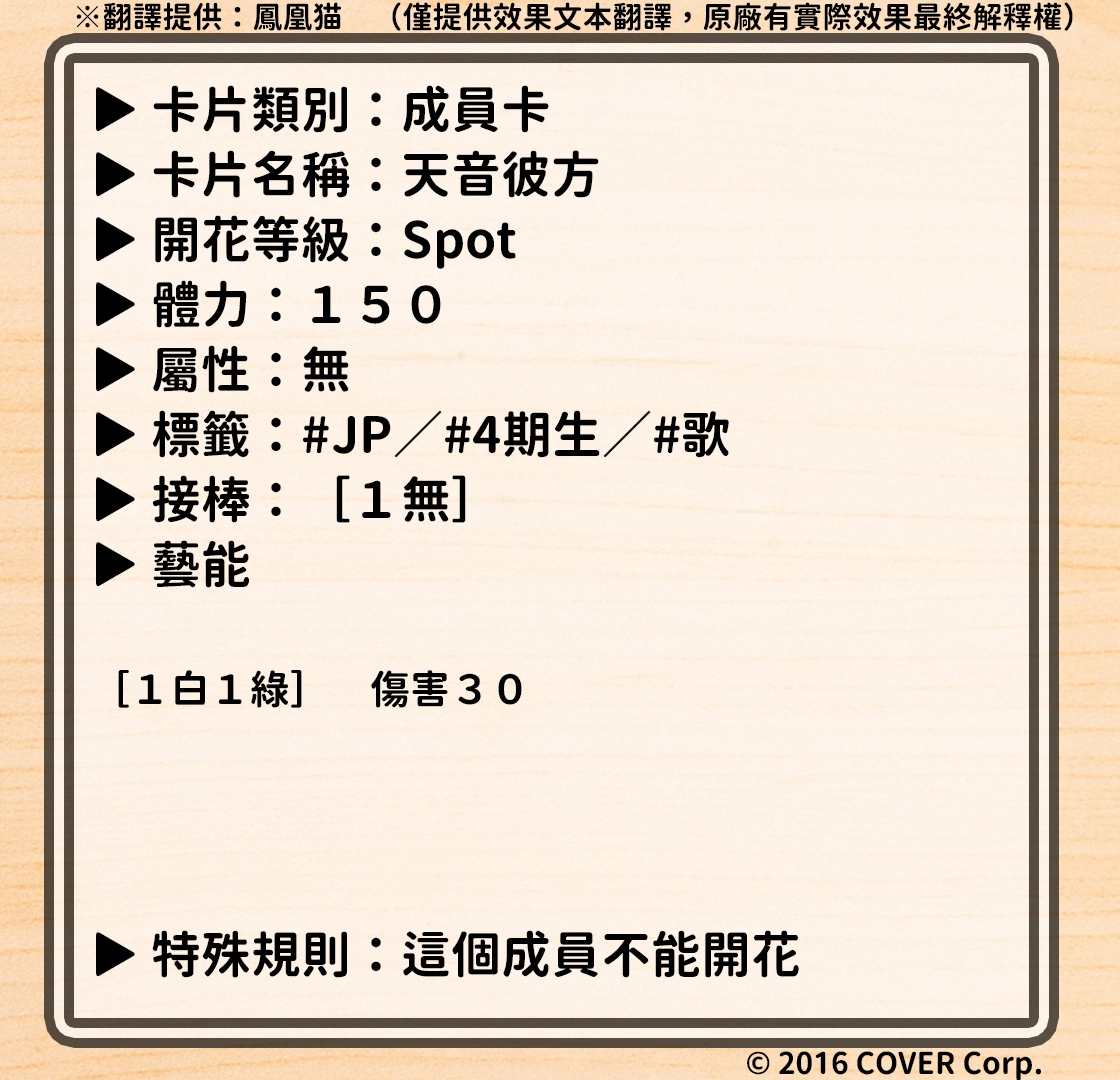 ※翻譯提供：鳳凰猫　（僅提供效果文本翻譯，原廠有實際效果最終解釋權）
▶ 卡片類別：成員卡
▶ 卡片名稱：天音彼方
▶ 開花等級：Spot
▶ 體力：１５０
▶ 屬性：無
▶ 標籤：#JP／#4期生／#歌
▶ 接棒：［１無］
▶ 藝能
［１白１綠］　傷害３０
▶ 特殊規則：這個成員不能開花
© 2016 COVER Corp.